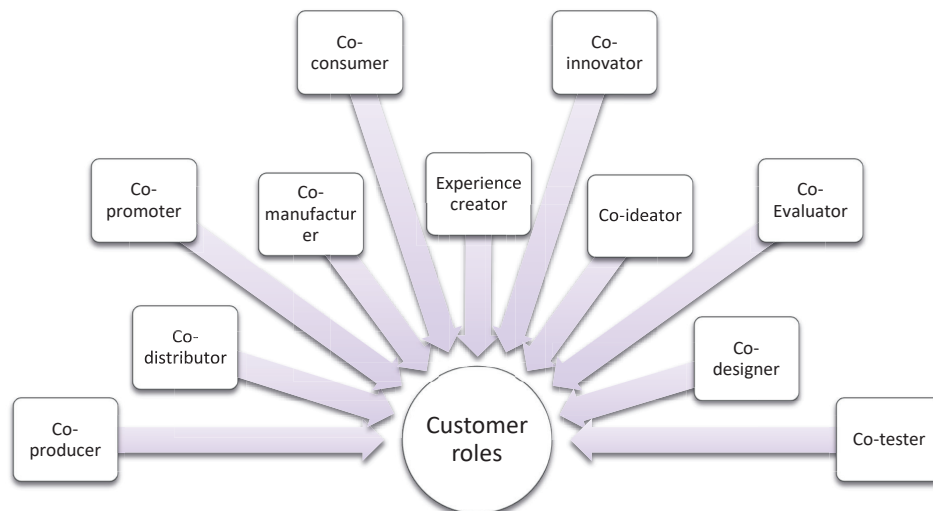 Co-
consumer
Co-
innovator
Co-
promoter
Co-
manufactur
er
Experience
creator
Co-ideator
Co-
Evaluator
Co-
distributor
Co-
designer
Co-
producer
Customer
roles
Co-tester